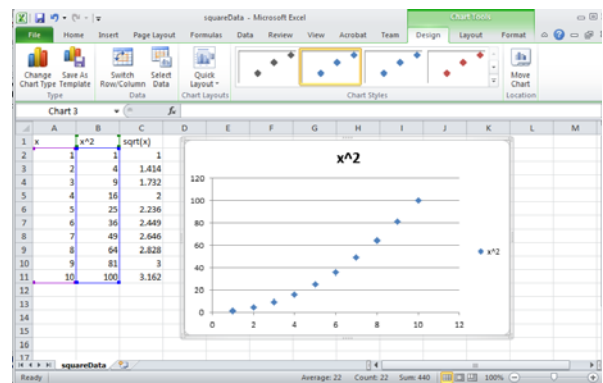 squareData - Microsoft Excel
Chart Tools
File Home Insert Page Layout Formulas Data Review View Acrobat Team Design Layout Format
Change Chart Type
Save As Template
Switch Row/Column
Select Data
Quick Layout
Move Chart
Type Data Chart Layouts Chart Styles Location
Chart 3 fx
A B C D E F G H I J K L M
1 x x^2 sqrt(x)
2 1 1 1
3 2 4 1.414
4 3 9 1.732
5 4 16 2
6 5 25 2.236
7 6 36 2.449
8 7 49 2.646
9 8 64 2.828
10 9 81 3
11 10 100 3.162
12
13
14
15
16
17
x^2
120
100
80
60
40
20
0
0 2 4 6 8 10 12
x^2
squareData
Ready Average: 22 Count: 22 Sum: 440 100%